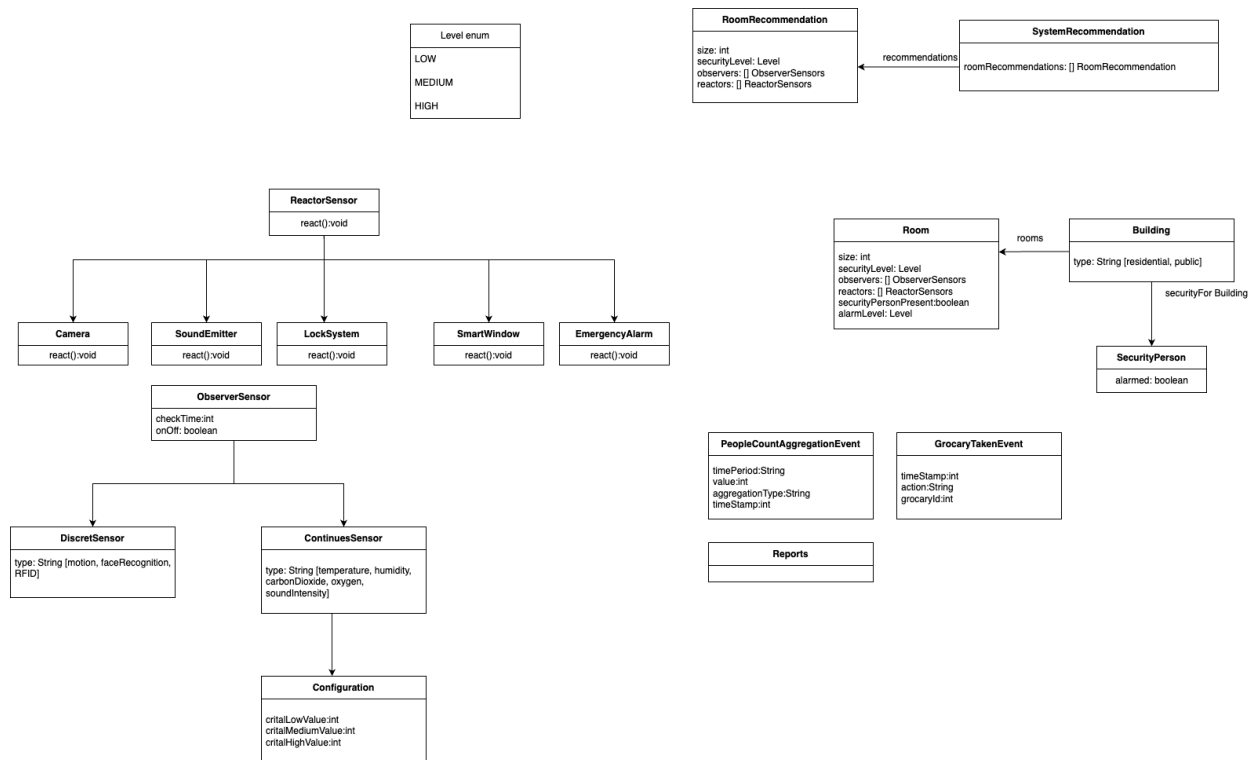 Level enum
LOW
MEDIUM
HIGH
RoomRecommendation
size: int
securityLevel: Level
observers: [] ObserverSensors
reactors: [] ReactorSensors
recommendations
SystemRecommendation
roomRecommendations: [] RoomRecommendation
ReactorSensor
react():void
Camera
react():void
SoundEmitter
react():void
LockSystem
react():void
SmartWindow
react():void
EmergencyAlarm
react():void
Room
size: int
securityLevel: Level
observers: [] ObserverSensors
reactors: [] ReactorSensors
securityPersonPresent:boolean
alarmLevel: Level
rooms
Building
type: String [residential, public]
securityFor Building
SecurityPerson
alarmed: boolean
ObserverSensor
checkTime:int
onOff: boolean
DiscretSensor
type: String [motion, faceRecognition,
RFID]
ContinuesSensor
type: String [temperature, humidity,
carbonDioxide, oxygen,
soundIntensity]
Configuration
critalLowValue:int
critalMediumValue:int
critalHighValue:int
PeopleCountAggregationEvent
timePeriod:String
value:int
aggregationType:String
timeStamp:int
GrocaryTakenEvent
timeStamp:int
action:String
grocaryId:int
Reports